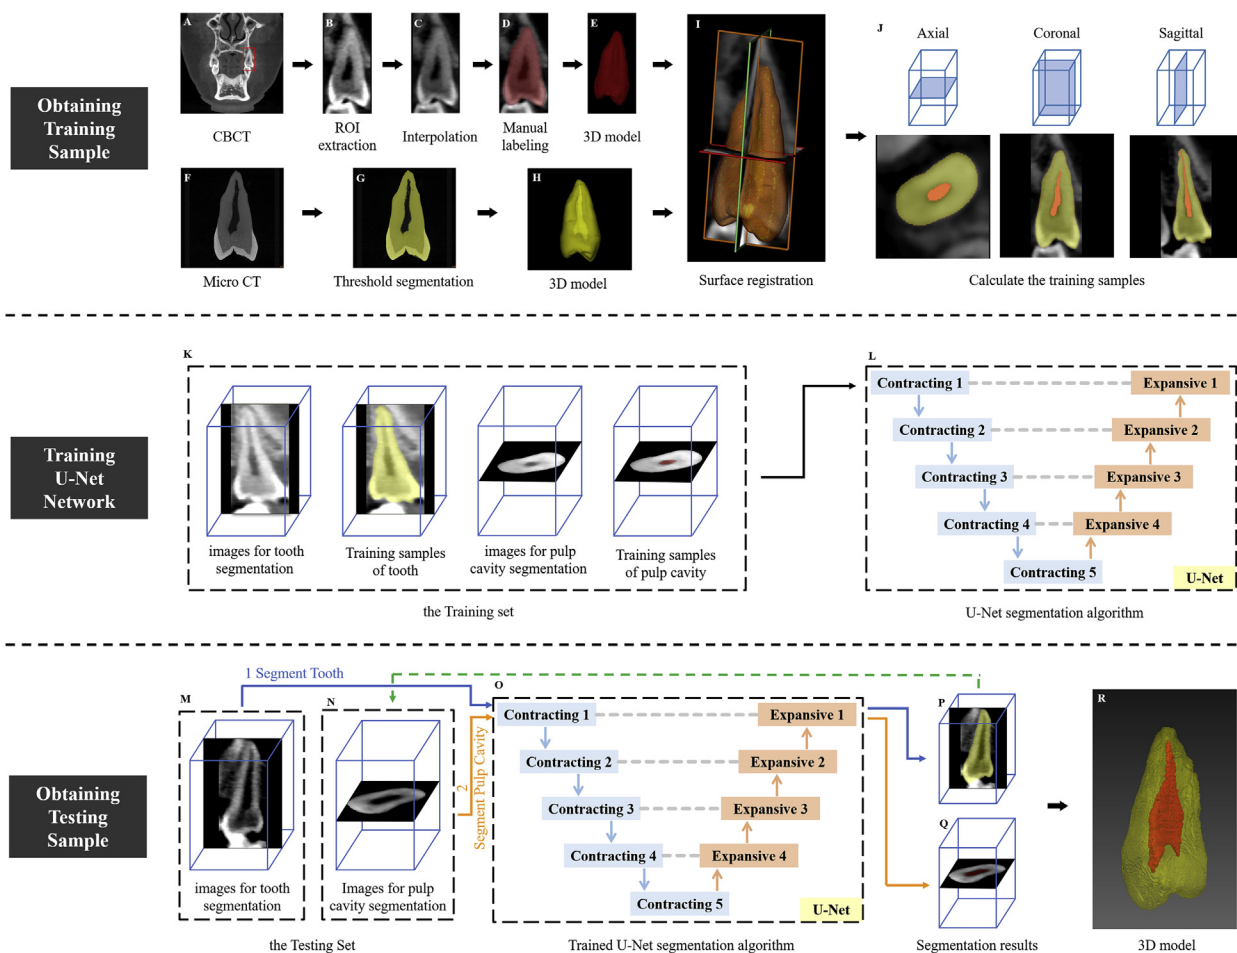 Obtaining
Training
Sample
A
B
C
D
E
CBCT
ROI
extraction
Interpolation
Manual
labeling
3D model
F
G
H
Micro CT
Threshold segmentation
3D model
I
Surface registration
J
Axial
Coronal
Sagittal
Calculate the training samples
Training
U-Net
Network
K
images for tooth
segmentation
Training samples
of tooth
images for pulp
cavity segmentation
Training samples
of pulp cavity
the Training set
L
Contracting 1
Expansive 1
Contracting 2
Expansive 2
Contracting 3
Expansive 3
Contracting 4
Expansive 4
Contracting 5
U-Net
U-Net segmentation algorithm
Obtaining
Testing
Sample
1 Segment Tooth
M
images for tooth
segmentation
N
Images for pulp
cavity segmentation
the Testing Set
2
Segment Pulp Cavity
O
Contracting 1
Expansive 1
Contracting 2
Expansive 2
Contracting 3
Expansive 3
Contracting 4
Expansive 4
Contracting 5
U-Net
Trained U-Net segmentation algorithm
P
Q
Segmentation results
R
3D model